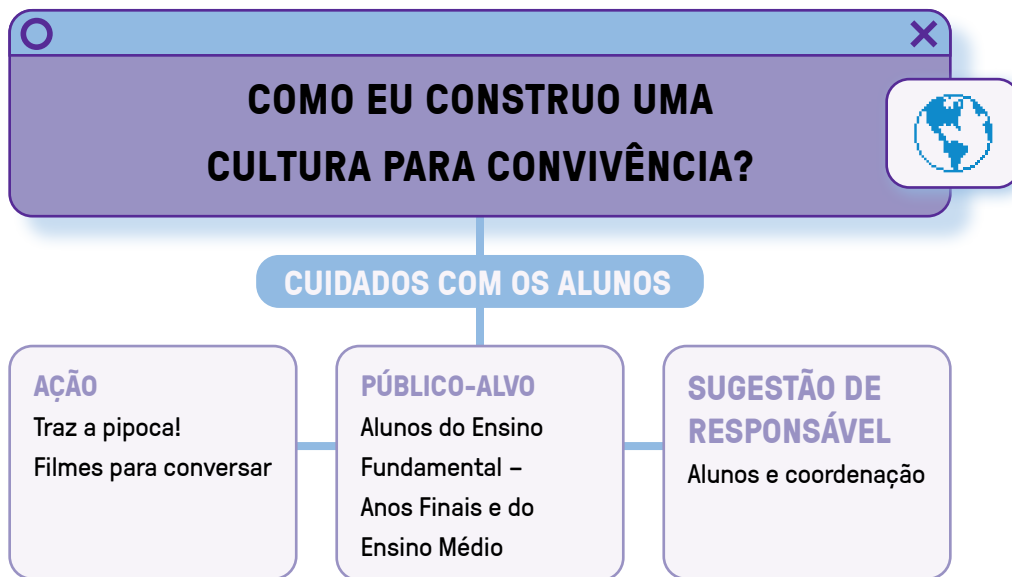 COMO EU CONSTRUO UMA
CULTURA PARA CONVIVÊNCIA?
CUIDADOS COM OS ALUNOS
AÇÃO
Traz a pipoca!
Filmes para conversar
PÚBLICO-ALVO
Alunos do Ensino
Fundamental –
Anos Finais e do
Ensino Médio
SUGESTÃO DE
RESPONSÁVEL
Alunos e coordenação